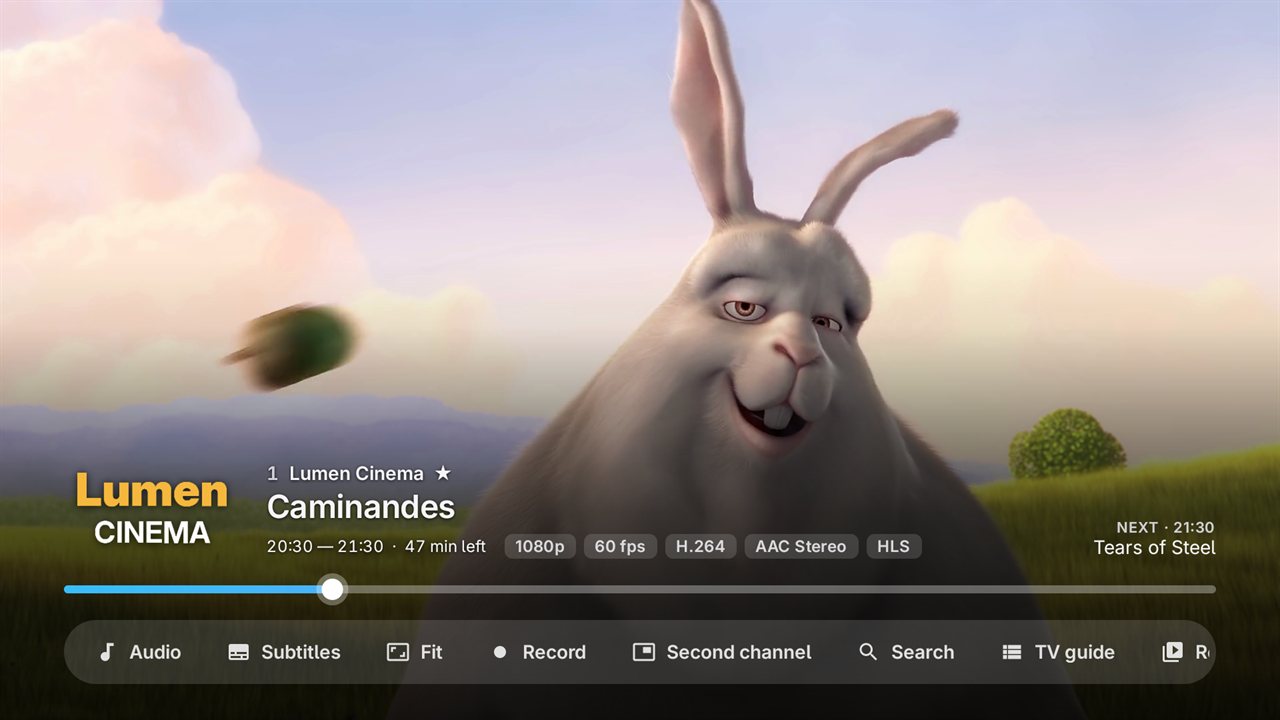 Lumen
CINEMA
1 Lumen Cinema ★
Caminandes
20:30 — 21:30 · 47 min left 1080p 60 fps H.264 AAC Stereo HLS
NEXT · 21:30
Tears of Steel
Audio Subtitles Fit Record Second channel Search TV guide